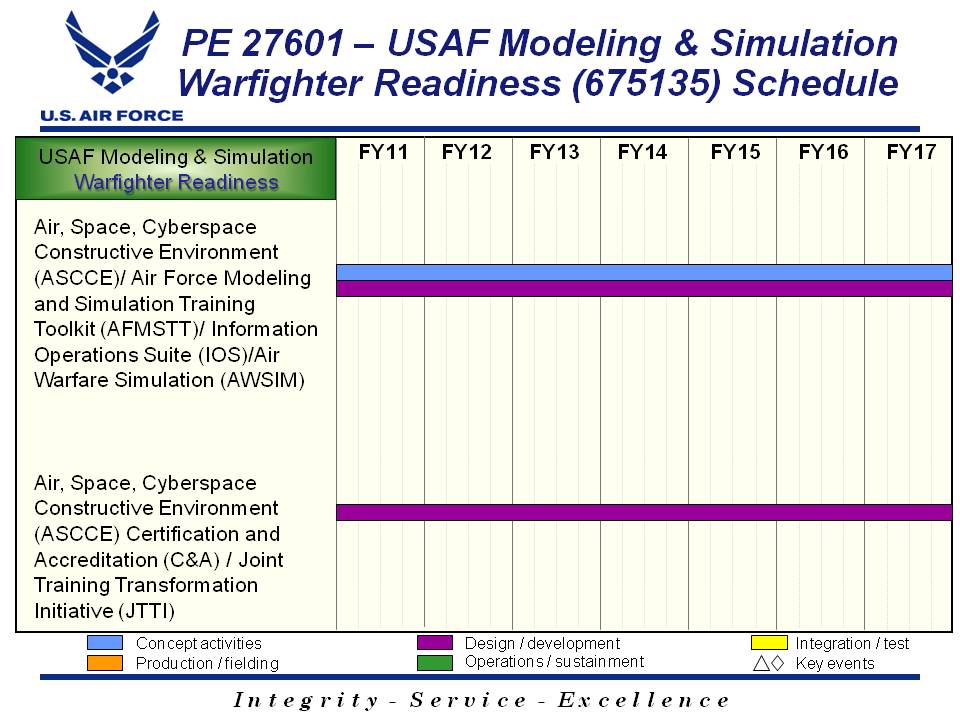 PE 27601 – USAF Modeling & Simulation
Warfighter Readiness (675135) Schedule
U.S. AIR FORCE
USAF Modeling & Simulation
Warfighter Readiness
FY11 FY12 FY13 FY14 FY15 FY16 FY17
Air, Space, Cyberspace
Constructive Environment
(ASCCE)/ Air Force Modeling
and Simulation Training
Toolkit (AFMSTT)/ Information
Operations Suite (IOS)/Air
Warfare Simulation (AWSIM)
Air, Space, Cyberspace
Constructive Environment
(ASCCE) Certification and
Accreditation (C&A) / Joint
Training Transformation
Initiative (JTTI)
Concept activities Design / development Integration / test
Production / fielding Operations / sustainment Key events
Integrity - Service - Excellence